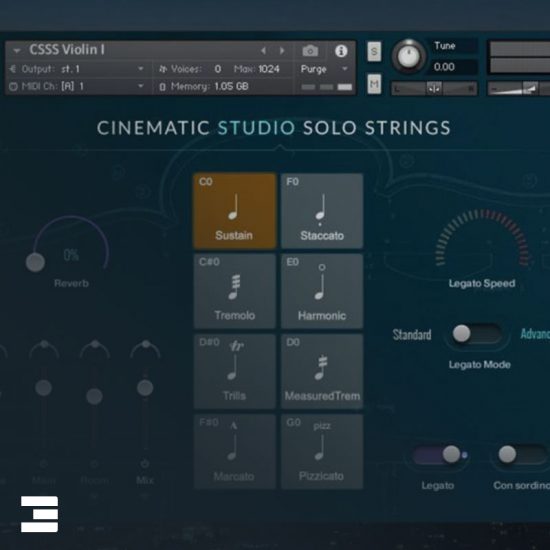 CSSS Violin I
Output: st.1
Voices: 0 Max: 1024
Purge
MIDI Ch: [A] 1
Memory: 1.05 GB
S
M
Tune
0.00
L
R
CINEMATIC STUDIO SOLO STRINGS
C0
Sustain
F0
Staccato
C#0
Tremolo
E0
Harmonic
D#0
tr
Trills
D0
MeasuredTrem
F#0
A
Marcato
G0
pizz
Pizzicato
0%
Reverb
Main
Room
Mix
Legato Speed
Standard
Advanc
Legato Mode
Legato
Con sordino